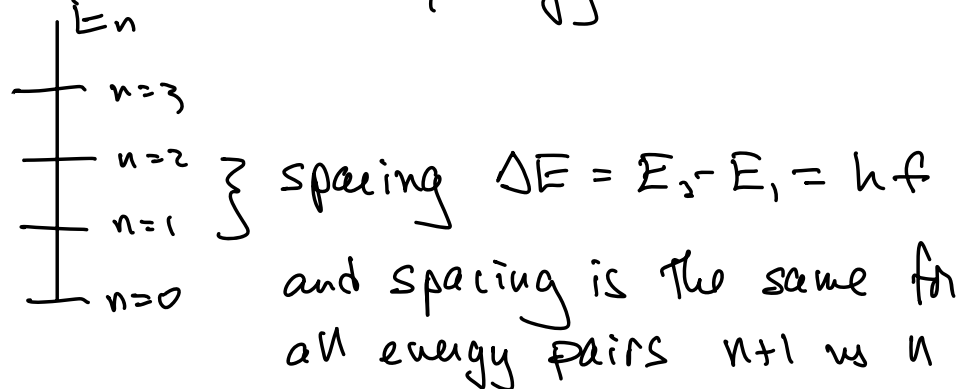 En
n=3
n=2
n=1
n=0
} spacing ΔE = E₂-E₁ = hf
and spacing is the same for
all energy pairs n+1 vs n